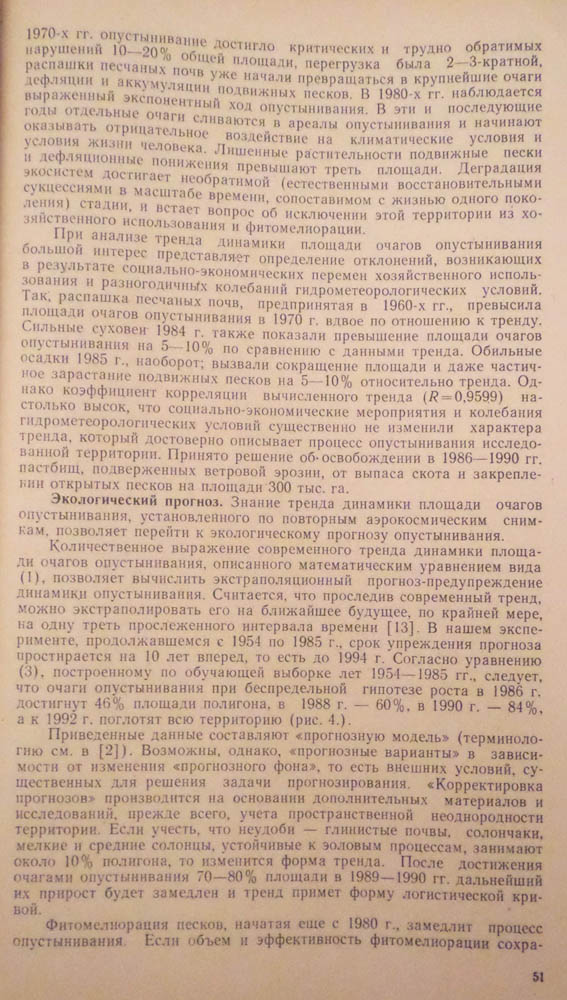 1970-х гг. опустынивание достигло критических и трудно обратимых
нарушений 10—20% общей площади, перегрузка была 2—3-кратной,
распашки песчаных почв уже начали превращаться в крупнейшие очаги
дефляции и аккумуляции подвижных песков. В 1980-х гг. наблюдается
выраженный экспонентный ход опустынивания. В эти и последующие
годы отдельные очаги сливаются в ареалы опустынивания и начинают
оказывать отрицательное воздействие на климатические условия и
условия жизни человека. Лишенные растительности подвижные пески
и дефляционные понижения превышают треть площади. Деградация
экосистем достигает необратимой (естественными восстановительными
сукцессиями в масштабе времени, сопоставимом с жизнью одного поко-
ления) стадии, и встает вопрос об исключении этой территории из хо-
зяйственного использования и фитомелиорации.
При анализе тренда динамики площади очагов опустынивания
большой интерес представляет определение отклонений, возникающих
в результате социально-экономических перемен хозяйственного исполь-
зования и разногодичных колебаний гидрометеорологических условий.
Так, распашка песчаных почв, предпринятая в 1960-х гг., превысила
площади очагов опустынивания в 1970 г. вдвое по отношению к тренду.
Сильные суховеи 1984 г. также показали превышение площади очагов
опустынивания на 5—10% по сравнению с данными тренда. Обильные
осадки 1985 г., наоборот; вызвали сокращение площади и даже частич-
ное зарастание подвижных песков на 5—10% относительно тренда. Од-
нако коэффициент корреляции вычисленного тренда (R=0,9599) на-
столько высок, что социально-экономические мероприятия и колебания
гидрометеорологических условий существенно не изменили характера
тренда, который достоверно описывает процесс опустынивания исследо-
ванной территории. Принято решение об освобождении в 1986—1990 гг.
пастбищ, подверженных ветровой эрозии, от выпаса скота и закрепле-
нии открытых песков на площади 300 тыс. га.
Экологический прогноз. Знание тренда динамики площади очагов
опустынивания, установленного по повторным аэрокосмическим сним-
кам, позволяет перейти к экологическому прогнозу опустынивания.
Количественное выражение современного тренда динамики площа-
ди очагов опустынивания, описанного математическим уравнением вида
(1), позволяет вычислить экстраполяционный прогноз-предупреждение
динамики опустынивания. Считается, что проследив современный тренд,
можно экстраполировать его на ближайшее будущее, по крайней мере,
на одну треть прослеженного интервала времени [13]. В нашем экспе-
рименте, продолжавшемся с 1954 по 1985 г., срок упреждения прогноза
простирается на 10 лет вперед, то есть до 1994 г. Согласно уравнению
(3), построенному по обучающей выборке лет 1954—1985 гг., следует,
что очаги опустынивания при беспредельной гипотезе роста в 1986 г.
достигнут 46% площади полигона, в 1988 г. — 60%, в 1990 г. — 84%,
а к 1992 г. поглотят всю территорию (рис. 4.).
Приведенные данные составляют «прогнозную модель» (терминоло-
гию см. в [2]). Возможны, однако, «прогнозные варианты» в зависи-
мости от изменения «прогнозного фона», то есть внешних условий, су-
щественных для решения задачи прогнозирования. «Корректировка
прогнозов» производится на основании дополнительных материалов и
исследований, прежде всего, учета пространственной неоднородности
территории. Если учесть, что неудоби — глинистые почвы, солончаки,
мелкие и средние солонцы, устойчивые к эоловым процессам, занимают
около 10% полигона, то изменится форма тренда. После достижения
очагами опустынивания 70—80% площади в 1989—1990 гг. дальнейший
их прирост будет замедлен и тренд примет форму логистической кри-
вой.
Фитомелиорация песков, начатая еще с 1980 г., замедлит процесс
опустынивания. Если объем и эффективность фитомелиорации сохра-
51